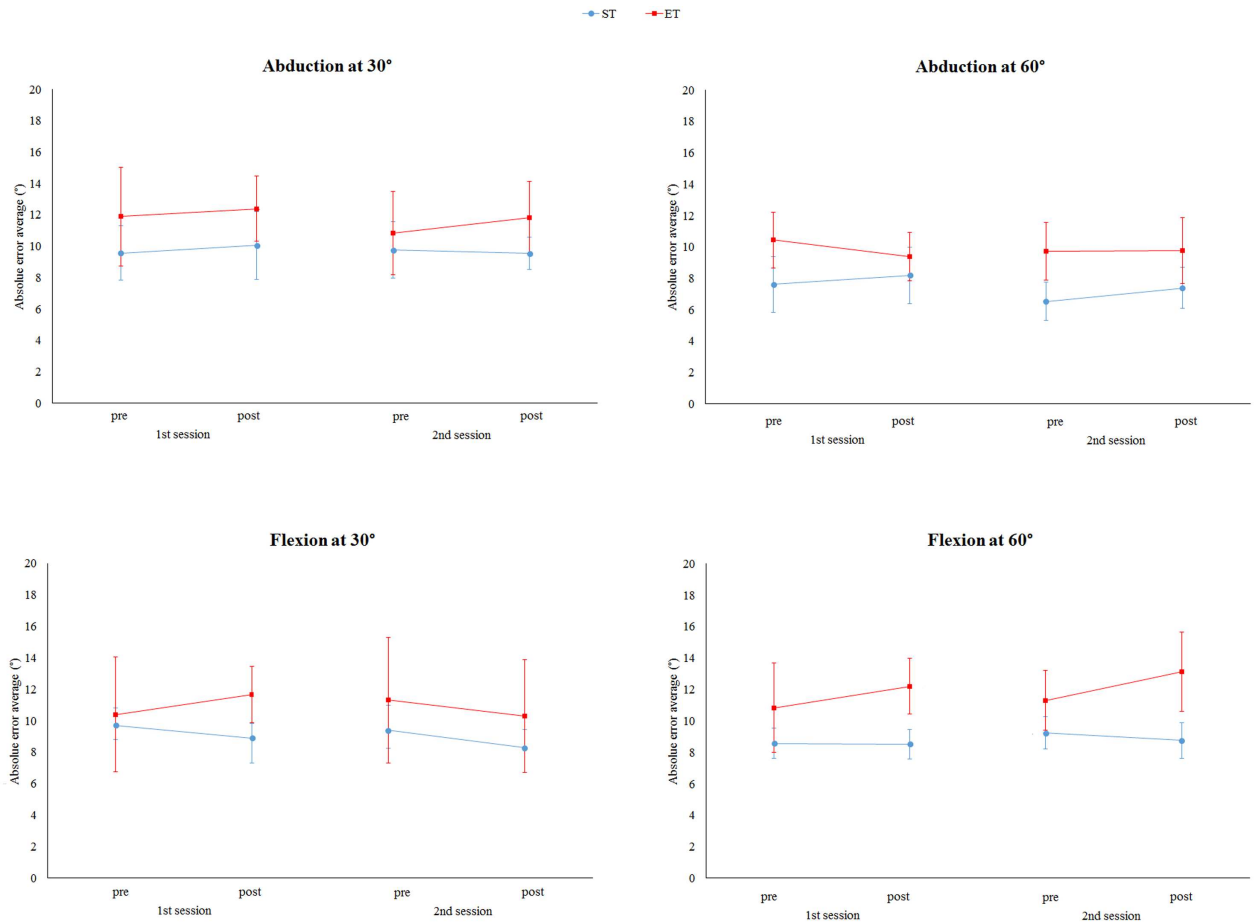 ST ET
Abduction at 30°
Absolue error average (°)
20
18
16
14
12
10
8
6
4
2
0
pre post pre post
1st session 2nd session
Abduction at 60°
Absolue error average (°)
20
18
16
14
12
10
8
6
4
2
0
pre post pre post
1st session 2nd session
Flexion at 30°
Absolue error average (°)
20
18
16
14
12
10
8
6
4
2
0
pre post pre post
1st session 2nd session
Flexion at 60°
Absolue error average (°)
20
18
16
14
12
10
8
6
4
2
0
pre post pre post
1st session 2nd session